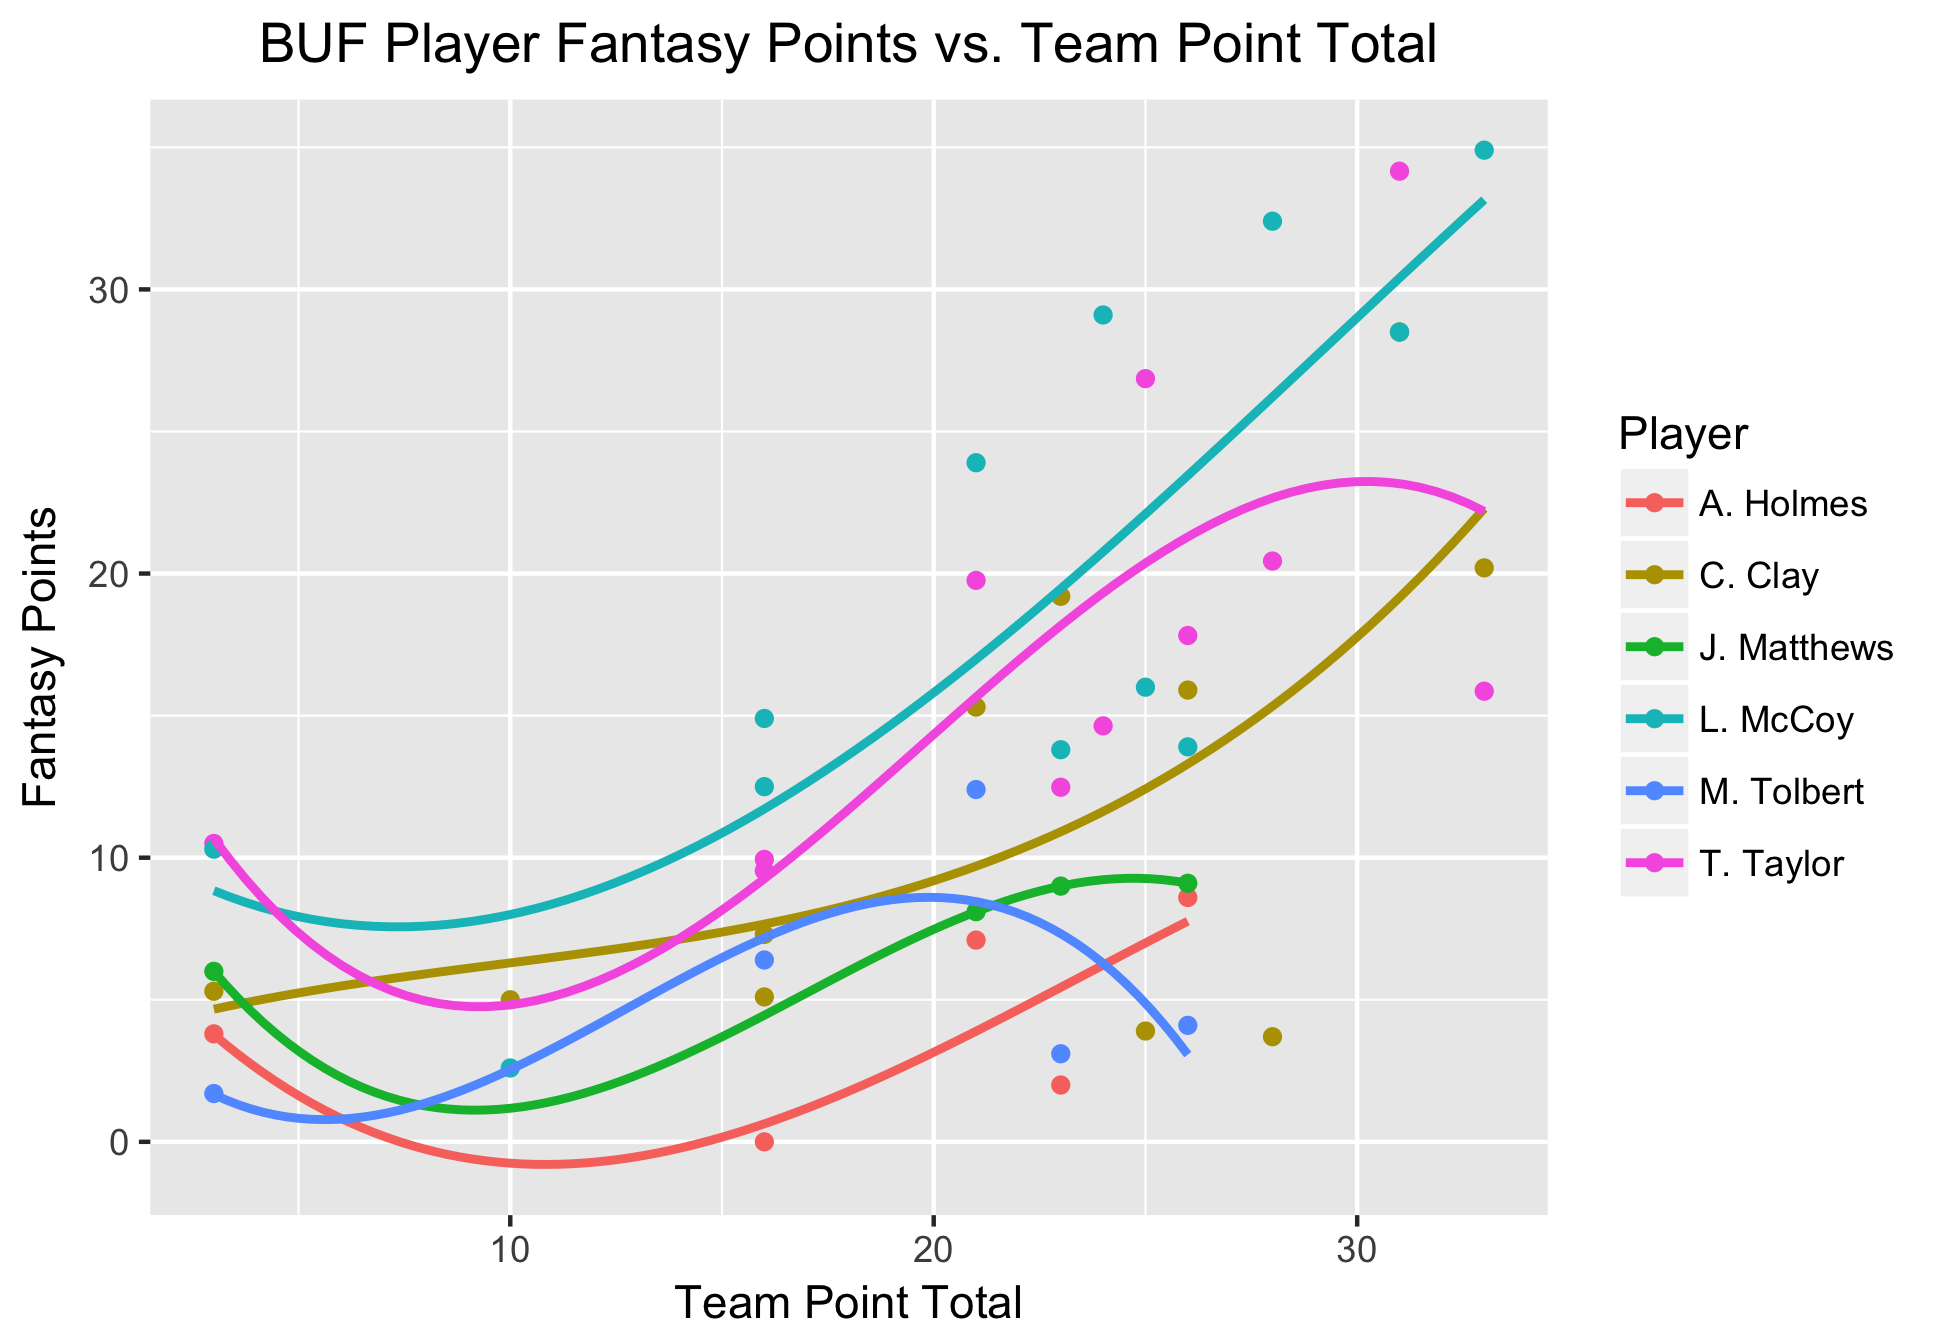 BUF Player Fantasy Points vs. Team Point Total
Fantasy Points
30
20
10
0
10
20
30
Team Point Total
Player
A. Holmes
C. Clay
J. Matthews
L. McCoy
M. Tolbert
T. Taylor